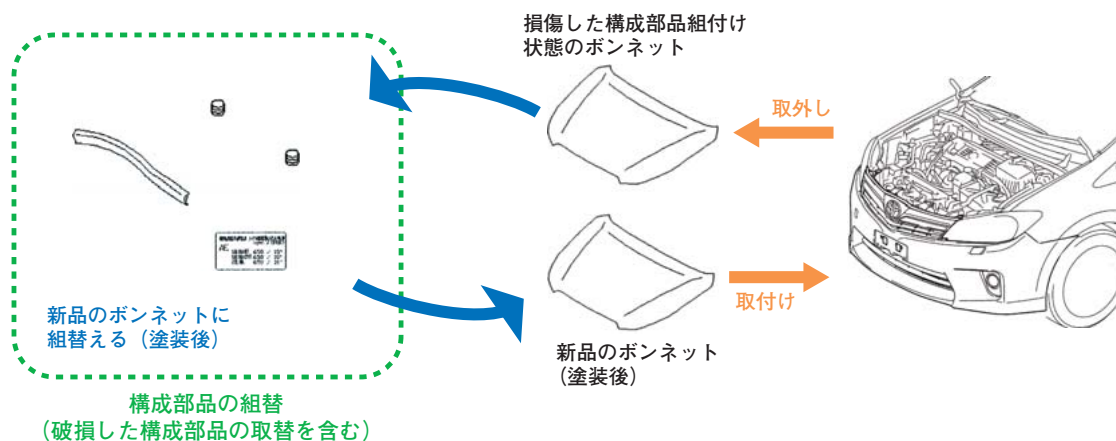 損傷した構成部品組付け
状態のボンネット
取外し
新品のボンネットに
組替える（塗装後）
取付け
新品のボンネット
（塗装後）
構成部品の組替
（破損した構成部品の取替を含む）